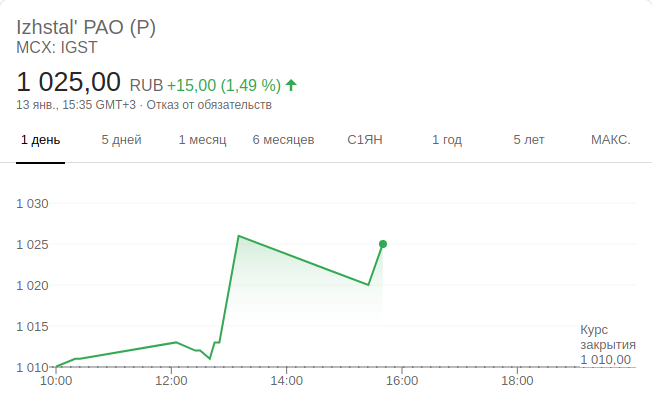 Izhstal' PAO (P)
MCX: IGST
1 025,00 RUB +15,00 (1,49 %)
13 янв., 15:35 GMT+3 · Отказ от обязательств
1 день 5 дней 1 месяц 6 месяцев С1ЯН 1 год 5 лет МАКС.
1 030
1 025
1 020
1 015
1 010
Курс
закрытия
1 010,00
10:00 12:00 14:00 16:00 18:00